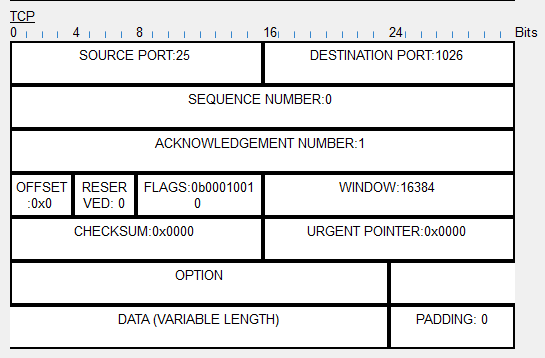 TCP
0 4 8 16 24 Bits
SOURCE PORT:25 DESTINATION PORT:1026
SEQUENCE NUMBER:0
ACKNOWLEDGEMENT NUMBER:1
OFFSET RESER FLAGS:0b0001001 WINDOW:16384
:0x0 VED: 0 0
CHECKSUM:0x0000 URGENT POINTER:0x0000
OPTION
DATA (VARIABLE LENGTH) PADDING: 0